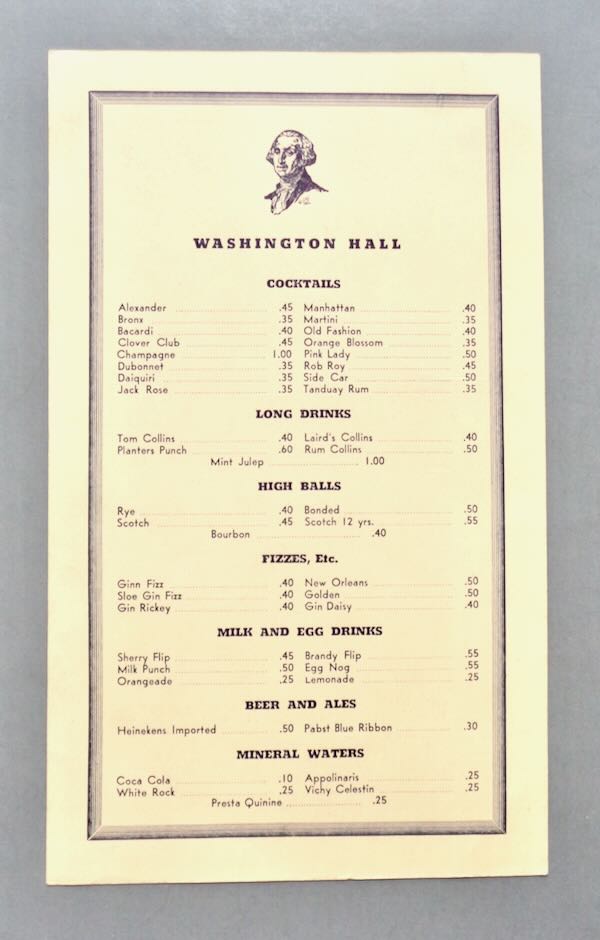 WASHINGTON HALL
COCKTAILS
Alexander .45 Manhattan .40
Bronx .35 Martini .35
Bacardi .40 Old Fashion .40
Clover Club .45 Orange Blossom .35
Champagne 1.00 Pink Lady .50
Dubonnet .35 Rob Roy .45
Daiquiri .35 Side Car .50
Jack Rose .35 Tanduay Rum .35
LONG DRINKS
Tom Collins .40 Laird's Collins .40
Planters Punch .60 Rum Collins .50
Mint Julep 1.00
HIGH BALLS
Rye .40 Bonded .50
Scotch .45 Scotch 12 yrs. .55
Bourbon .40
FIZZES, Etc.
Ginn Fizz .40 New Orleans .50
Sloe Gin Fizz .40 Golden .50
Gin Rickey .40 Gin Daisy .40
MILK AND EGG DRINKS
Sherry Flip .45 Brandy Flip .55
Milk Punch .50 Egg Nog .55
Orangeade .25 Lemonade .25
BEER AND ALES
Heinekens Imported .50 Pabst Blue Ribbon .30
MINERAL WATERS
Coca Cola .10 Appolinaris .25
White Rock .25 Vichy Celestin .25
Presta Quinine .25